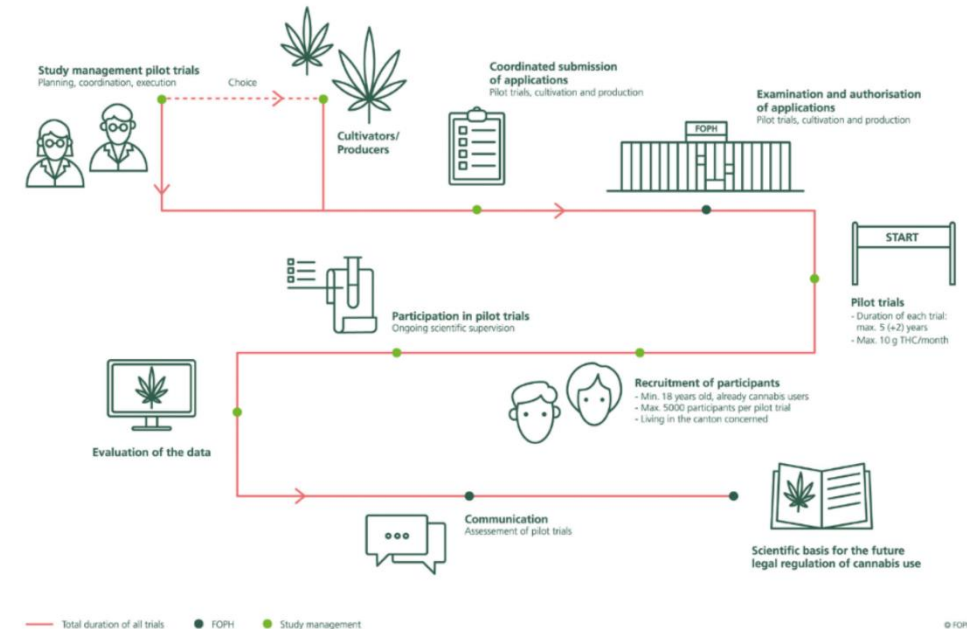 Study management pilot trials
Planning, coordination, execution
Choice
Cultivators/
Producers
Coordinated submission
of applications
Pilot trials, cultivation and production
Examination and authorisation
of applications
Pilot trials, cultivation and production
FOPH
START
Pilot trials
- Duration of each trial:
max. 5 (+2) years
- Max. 10 g THC/month
Participation in pilot trials
Ongoing scientific supervision
Recruitment of participants
- Min. 18 years old, already cannabis users
- Max. 5000 participants per pilot trial
- Living in the canton concerned
Evaluation of the data
Communication
Assessement of pilot trials
Scientific basis for the future
legal regulation of cannabis use
Total duration of all trials
FOPH
Study management
© FOPH